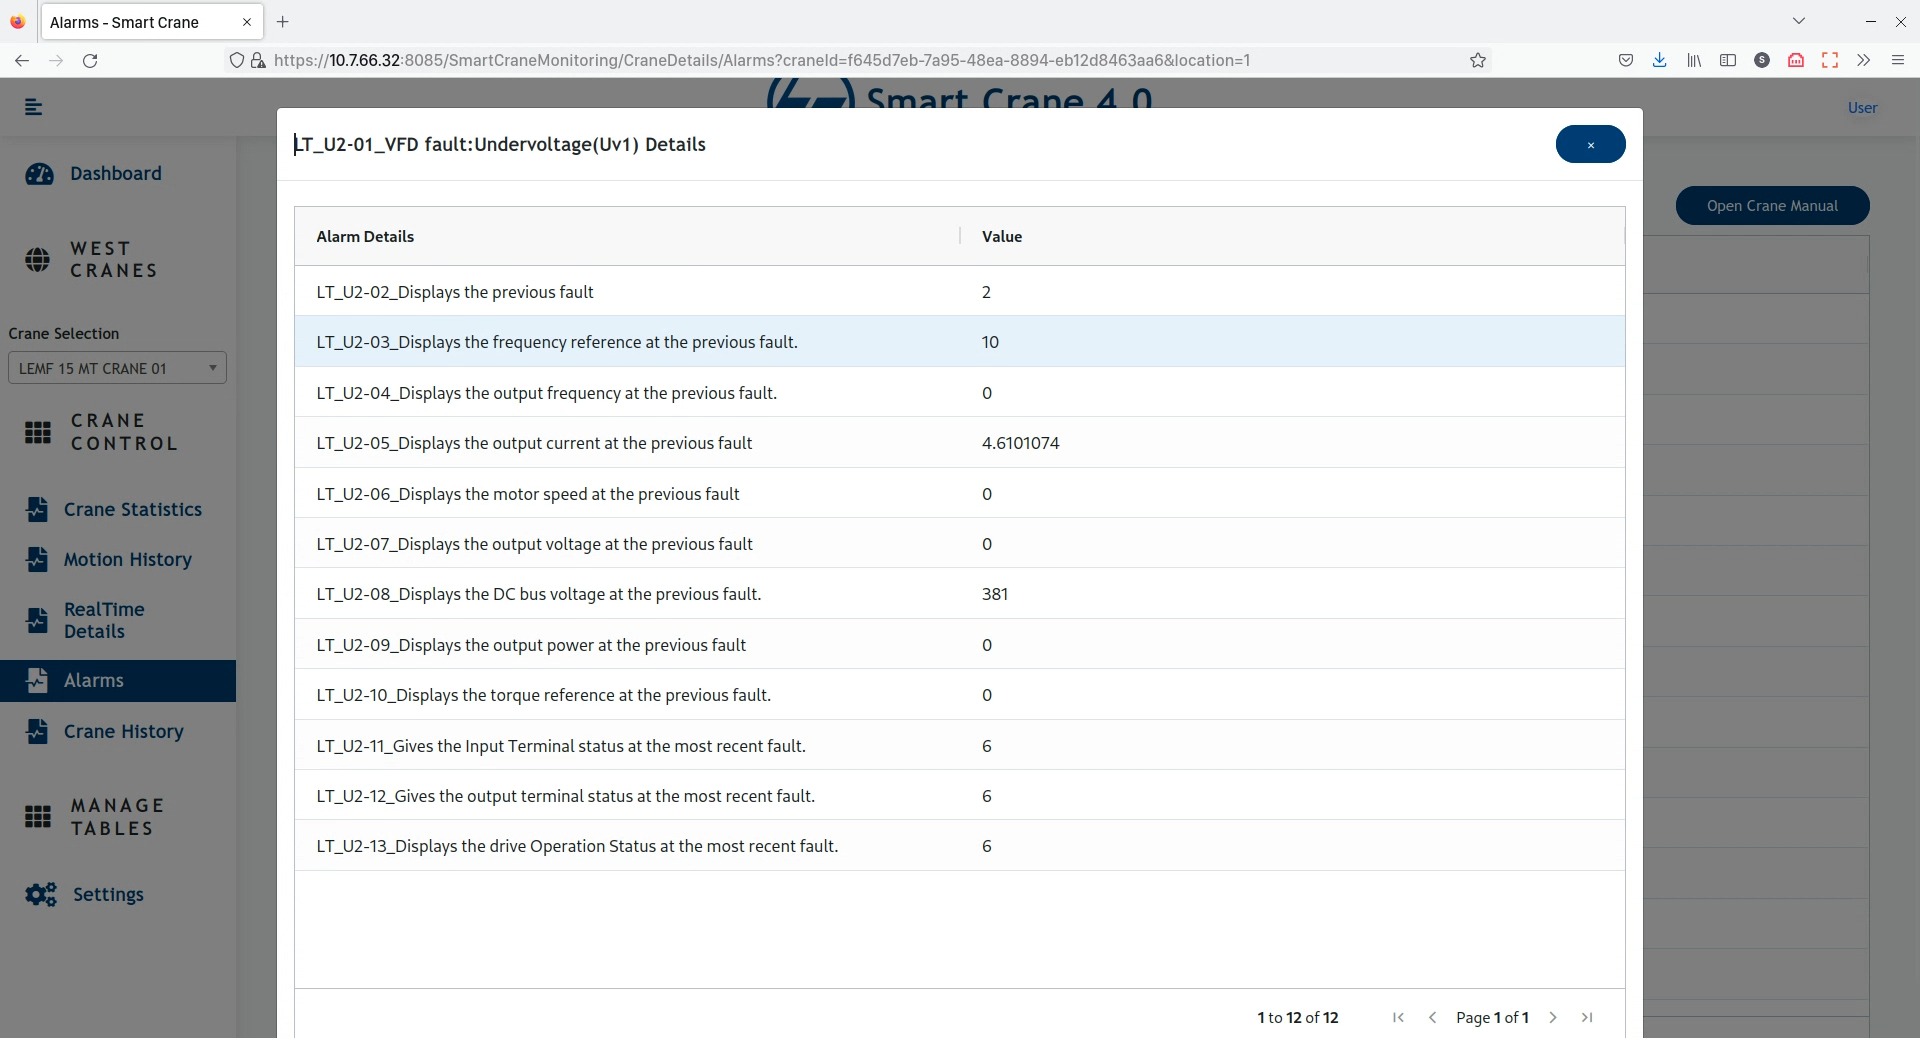 Alarms - Smart Crane
https://10.7.66.32:8085/SmartCraneMonitoring/CraneDetails/Alarms?craneId=f645d7eb-7a95-48ea-8894-eb12d8463aa6&location=1
S
Smart Crane 4.0
User
LT_U2-01_VFD fault:Undervoltage(Uv1) Details
×
Dashboard
WEST
CRANES
Crane Selection
LEMF 15 MT CRANE 01
CRANE
CONTROL
Crane Statistics
Motion History
RealTime
Details
Alarms
Crane History
MANAGE
TABLES
Settings
Open Crane Manual
Alarm Details Value
LT_U2-02_Displays the previous fault 2
LT_U2-03_Displays the frequency reference at the previous fault. 10
LT_U2-04_Displays the output frequency at the previous fault. 0
LT_U2-05_Displays the output current at the previous fault 4.6101074
LT_U2-06_Displays the motor speed at the previous fault 0
LT_U2-07_Displays the output voltage at the previous fault 0
LT_U2-08_Displays the DC bus voltage at the previous fault. 381
LT_U2-09_Displays the output power at the previous fault 0
LT_U2-10_Displays the torque reference at the previous fault. 0
LT_U2-11_Gives the Input Terminal status at the most recent fault. 6
LT_U2-12_Gives the output terminal status at the most recent fault. 6
LT_U2-13_Displays the drive Operation Status at the most recent fault. 6
1 to 12 of 12 Page 1 of 1